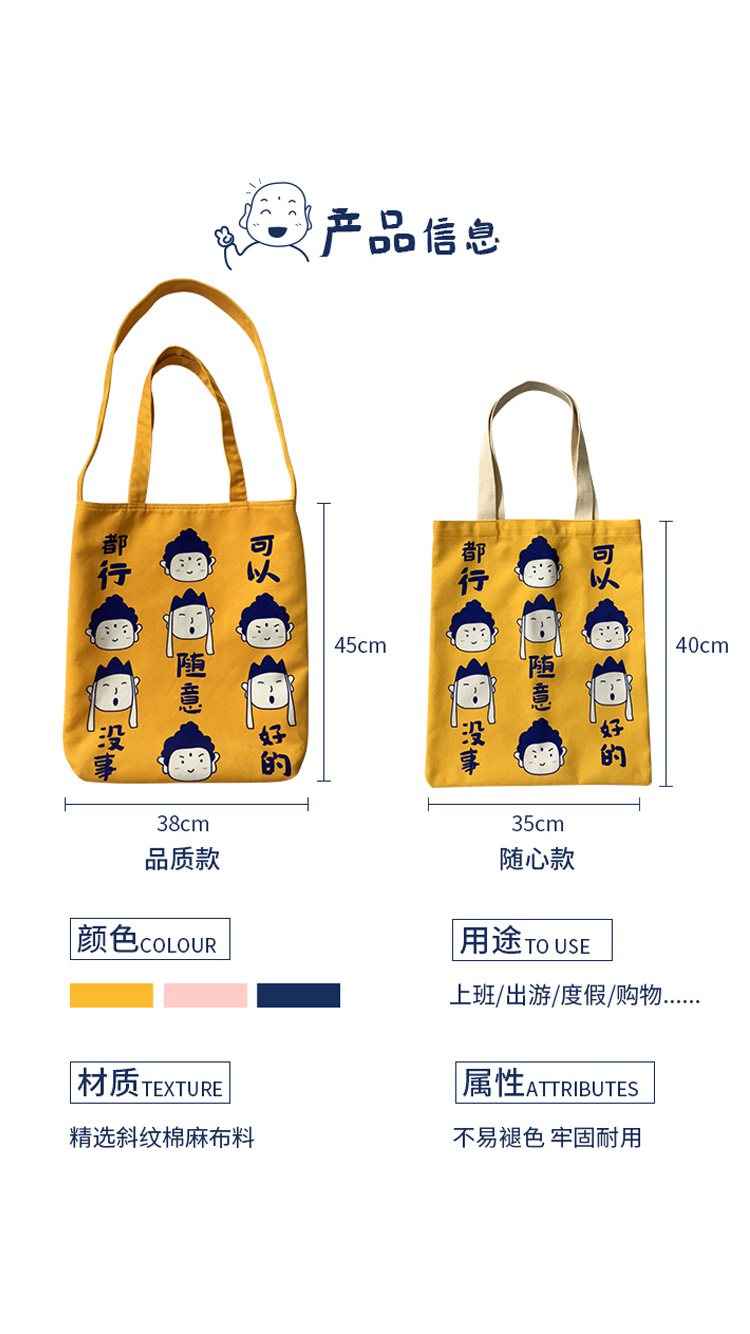 产品信息
都行
可以
随意
没事
好的
45cm
38cm
品质款
都行
可以
随意
没事
好的
40cm
35cm
随心款
颜色COLOUR
用途TO USE
上班/出游/度假/购物......
材质TEXTURE
属性ATTRIBUTES
精选斜纹棉麻布料
不易褪色 牢固耐用